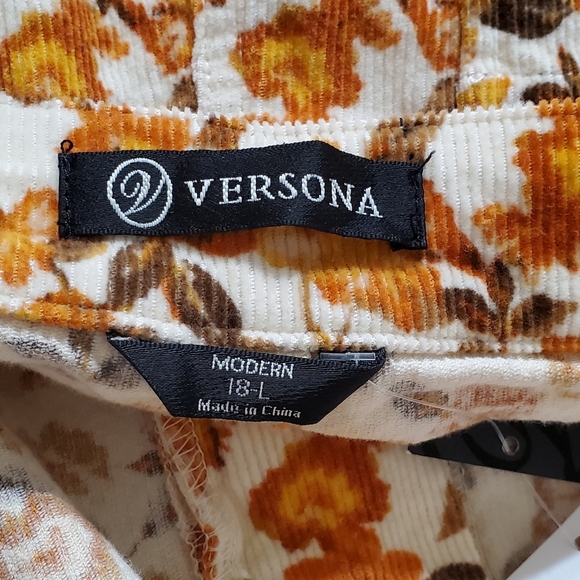 V VERSONA
MODERN
18-L
Made in China